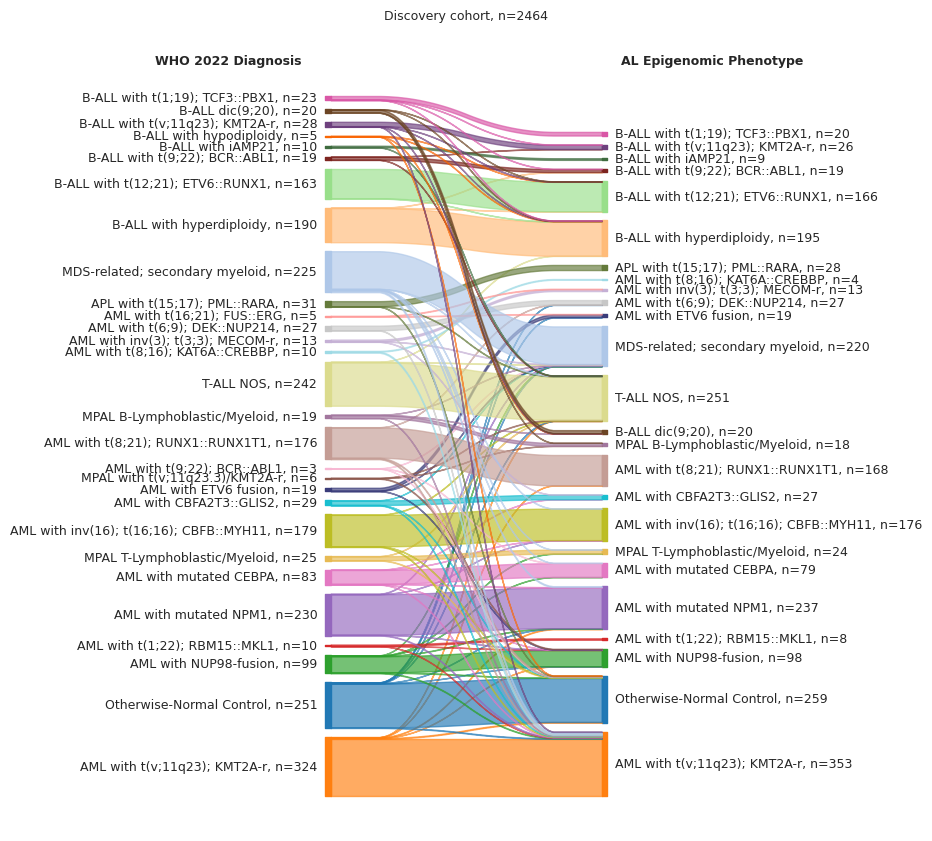 Discovery cohort, n=2464
WHO 2022 Diagnosis
AL Epigenomic Phenotype
B-ALL with t(1;19); TCF3::PBX1, n=23
B-ALL dic(9;20), n=20
B-ALL with t(v;11q23); KMT2A-r, n=28
B-ALL with hypodiploidy, n=5
B-ALL with iAMP21, n=10
B-ALL with t(9;22); BCR::ABL1, n=19
B-ALL with t(12;21); ETV6::RUNX1, n=163
B-ALL with hyperdiploidy, n=190
MDS-related; secondary myeloid, n=225
APL with t(15;17); PML::RARA, n=31
AML with t(16;21); FUS::ERG, n=5
AML with t(6;9); DEK::NUP214, n=27
AML with inv(3); t(3;3); MECOM-r, n=13
AML with t(8;16); KAT6A::CREBBP, n=10
T-ALL NOS, n=242
MPAL B-Lymphoblastic/Myeloid, n=19
AML with t(8;21); RUNX1::RUNX1T1, n=176
AML with t(9;22); BCR::ABL1, n=3
MPAL with t(v;11q23.3)/KMT2A-r, n=6
AML with ETV6 fusion, n=19
AML with CBFA2T3::GLIS2, n=29
AML with inv(16); t(16;16); CBFB::MYH11, n=179
MPAL T-Lymphoblastic/Myeloid, n=25
AML with mutated CEBPA, n=83
AML with mutated NPM1, n=230
AML with t(1;22); RBM15::MKL1, n=10
AML with NUP98-fusion, n=99
Otherwise-Normal Control, n=251
AML with t(v;11q23); KMT2A-r, n=324
B-ALL with t(1;19); TCF3::PBX1, n=20
B-ALL with t(v;11q23); KMT2A-r, n=26
B-ALL with iAMP21, n=9
B-ALL with t(9;22); BCR::ABL1, n=19
B-ALL with t(12;21); ETV6::RUNX1, n=166
B-ALL with hyperdiploidy, n=195
APL with t(15;17); PML::RARA, n=28
AML with t(8;16); KAT6A::CREBBP, n=4
AML with inv(3); t(3;3); MECOM-r, n=13
AML with t(6;9); DEK::NUP214, n=27
AML with ETV6 fusion, n=19
MDS-related; secondary myeloid, n=220
T-ALL NOS, n=251
B-ALL dic(9;20), n=20
MPAL B-Lymphoblastic/Myeloid, n=18
AML with t(8;21); RUNX1::RUNX1T1, n=168
AML with CBFA2T3::GLIS2, n=27
AML with inv(16); t(16;16); CBFB::MYH11, n=176
MPAL T-Lymphoblastic/Myeloid, n=24
AML with mutated CEBPA, n=79
AML with mutated NPM1, n=237
AML with t(1;22); RBM15::MKL1, n=8
AML with NUP98-fusion, n=98
Otherwise-Normal Control, n=259
AML with t(v;11q23); KMT2A-r, n=353